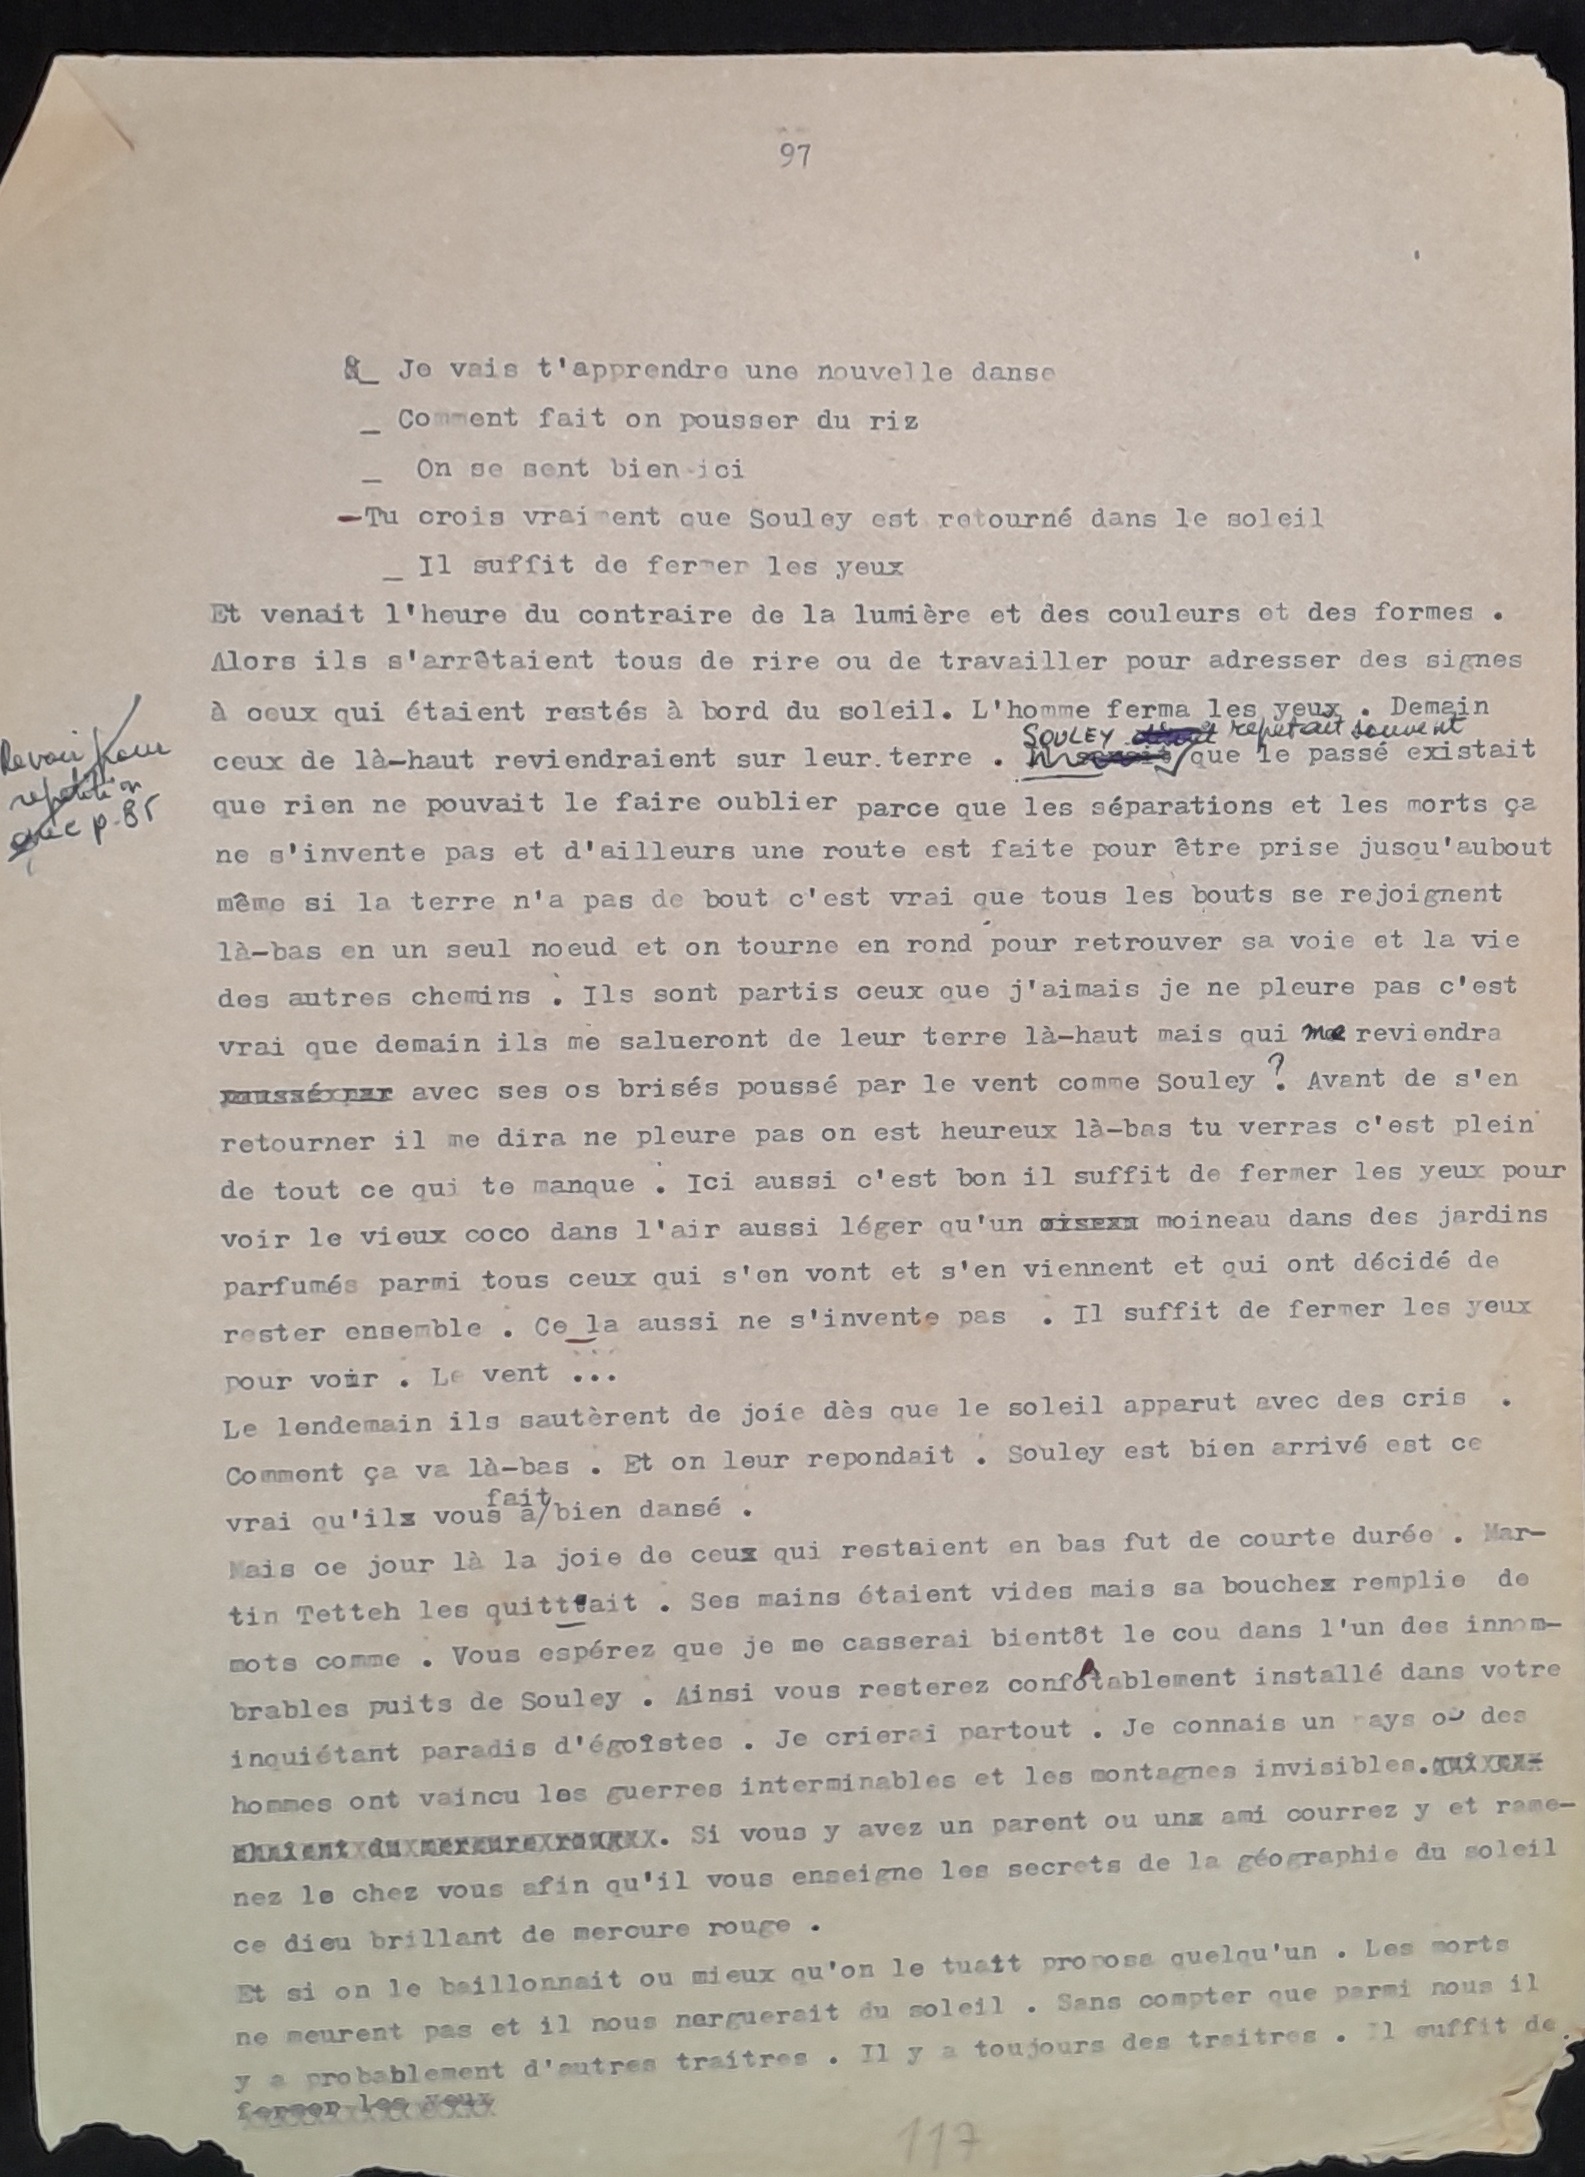 97
_ Je vais t'apprendre une nouvelle danse
_ Comment fait on pousser du riz
_ On se sent bien ici
-Tu crois vraiment que Souley est retourné dans le soleil
_ Il suffit de fermer les yeux
Et venait l'heure du contraire de la lumière et des couleurs et des formes .
Alors ils s'arrêtaient tous de rire ou de travailler pour adresser des signes
à ceux qui étaient restés à bord du soleil. L'homme ferma les yeux . Demain
SOULEY repetait souvent
ceux de là-haut reviendraient sur leur terre . que le passé existait
Revoir pour
repetition
avec p.85
que rien ne pouvait le faire oublier parce que les séparations et les morts ça
ne s'invente pas et d'ailleurs une route est faite pour être prise jusqu'aubout
même si la terre n'a pas de bout c'est vrai que tous les bouts se rejoignent
là-bas en un seul noeud et on tourne en rond pour retrouver sa voie et la vie
des autres chemins . Ils sont partis ceux que j'aimais je ne pleure pas c'est
vrai que demain ils me salueront de leur terre là-haut mais qui me reviendra
poussé par avec ses os brisés poussé par le vent comme Souley ? Avant de s'en
retourner il me dira ne pleure pas on est heureux là-bas tu verras c'est plein
de tout ce qui te manque . Ici aussi c'est bon il suffit de fermer les yeux pour
voir le vieux coco dans l'air aussi léger qu'un oiseau moineau dans des jardins
parfumés parmi tous ceux qui s'en vont et s'en viennent et qui ont décidé de
rester ensemble . Ce la aussi ne s'invente pas . Il suffit de fermer les yeux
pour voir . Le vent ...
Le lendemain ils sautèrent de joie dès que le soleil apparut avec des cris .
Comment ça va là-bas . Et on leur repondait . Souley est bien arrivé est ce
fait
vrai qu'ilx vous a/bien dansé .
Mais ce jour là la joie de ceux qui restaient en bas fut de courte durée . Mar-
tin Tetteh les quittait . Ses mains étaient vides mais sa bouchex remplie de
mots comme . Vous espérez que je me casserai bientôt le cou dans l'un des innom-
brables puits de Souley . Ainsi vous resterez confotablement installé dans votre
inquiétant paradis d'égoîstes . Je crierai partout . Je connais un pays où des
hommes ont vaincu les guerres interminables et les montagnes invisibles.
du mercure rouge . Si vous y avez un parent ou unx ami courrez y et rame-
nez le chez vous afin qu'il vous enseigne les secrets de la géographie du soleil
ce dieu brillant de mercure rouge .
Et si on le baillonnait ou mieux qu'on le tuait proposa quelqu'un . Les morts
ne meurent pas et il nous narguerait du soleil . Sans compter que parmi nous il
y a probablement d'autres traîtres . Il y a toujours des traitres . Il suffit de
fermer les yeux
117